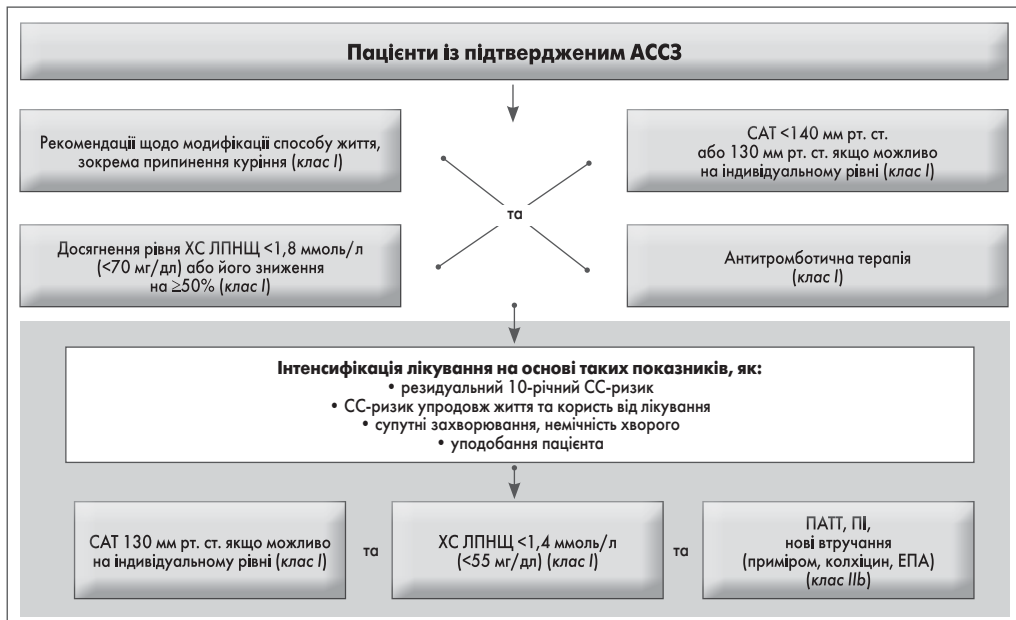 Пацієнти із підтвердженим АССЗ
Рекомендації щодо модифікації способу життя,
зокрема припинення куріння (клас I)
САТ <140 мм рт. ст.
або 130 мм рт. ст. якщо можливо
на індивідуальному рівні (клас I)
та
Досягнення рівня ХС ЛПНЩ <1,8 ммоль/л
(<70 мг/дл) або його зниження
на ≥50% (клас I)
Антитромботична терапія
(клас I)
Інтенсифікація лікування на основі таких показників, як:
• резидуальний 10-річний СС-ризик
• СС-ризик упродовж життя та користь від лікування
• супутні захворювання, немічність хворого
• уподобання пацієнта
САТ 130 мм рт. ст. якщо можливо
на індивідуальному рівні (клас I)
та
ХС ЛПНЩ <1,4 ммоль/л
(<55 мг/дл) (клас I)
та
ПАТТ, ПІ,
нові втручання
(приміром, колхіцин, ЕПА)
(клас IIb)